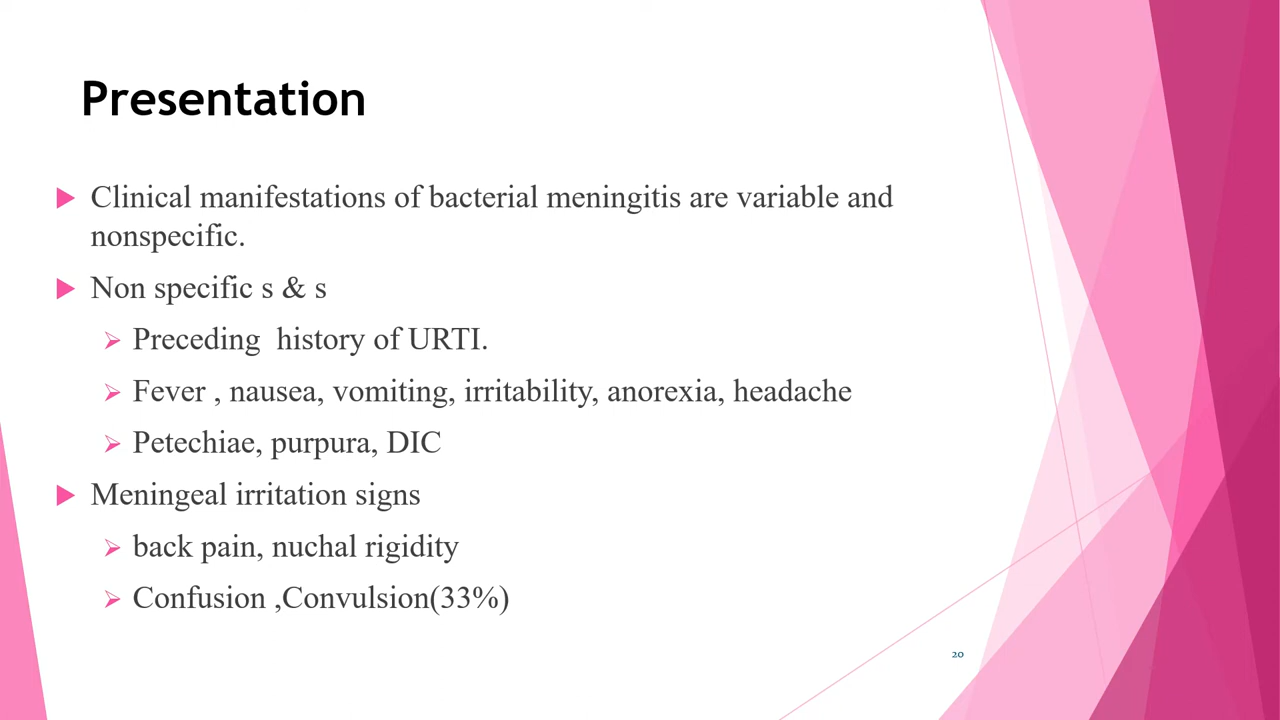 Presentation
Clinical manifestations of bacterial meningitis are variable and
nonspecific.
Non specific s & s
Preceding  history of URTI.
Fever , nausea, vomiting, irritability, anorexia, headache
Petechiae, purpura, DIC
Meningeal irritation signs
back pain, nuchal rigidity
Confusion ,Convulsion(33%)
20